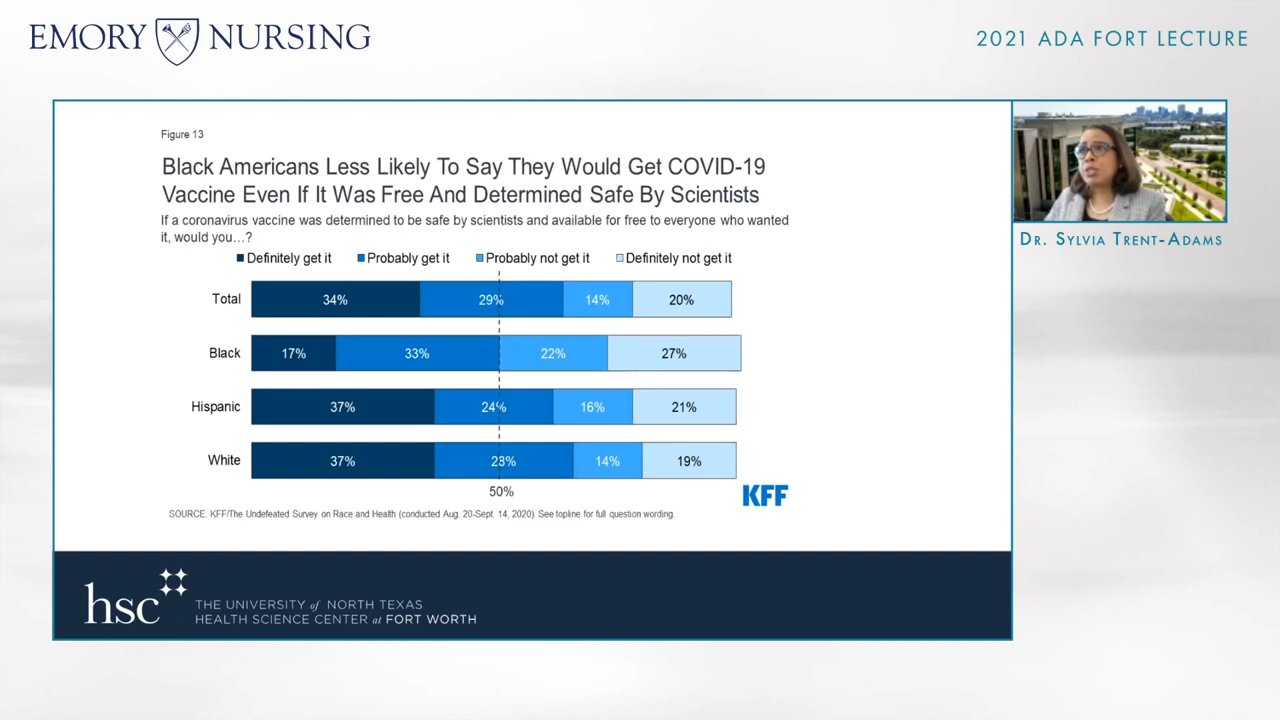 EMORY NURSING
2021 ADA FORT LECTURE
Figure 13
Black Americans Less Likely To Say They Would Get COVID-19
Vaccine Even If It Was Free And Determined Safe By Scientists
If a coronavirus vaccine was determined to be safe by scientists and available for free to everyone who wanted
it, would you…?
Definitely get it Probably get it Probably not get it Definitely not get it
Total 34% 29% 14% 20%
Black 17% 33% 22% 27%
Hispanic 37% 24% 16% 21%
White 37% 28% 14% 19%
50%
KFF
SOURCE: KFF/The Undefeated Survey on Race and Health (conducted Aug. 20-Sept. 14, 2020). See topline for full question wording.
DR. SYLVIA TRENT-ADAMS
hsc
THE UNIVERSITY of NORTH TEXAS
HEALTH SCIENCE CENTER at FORT WORTH